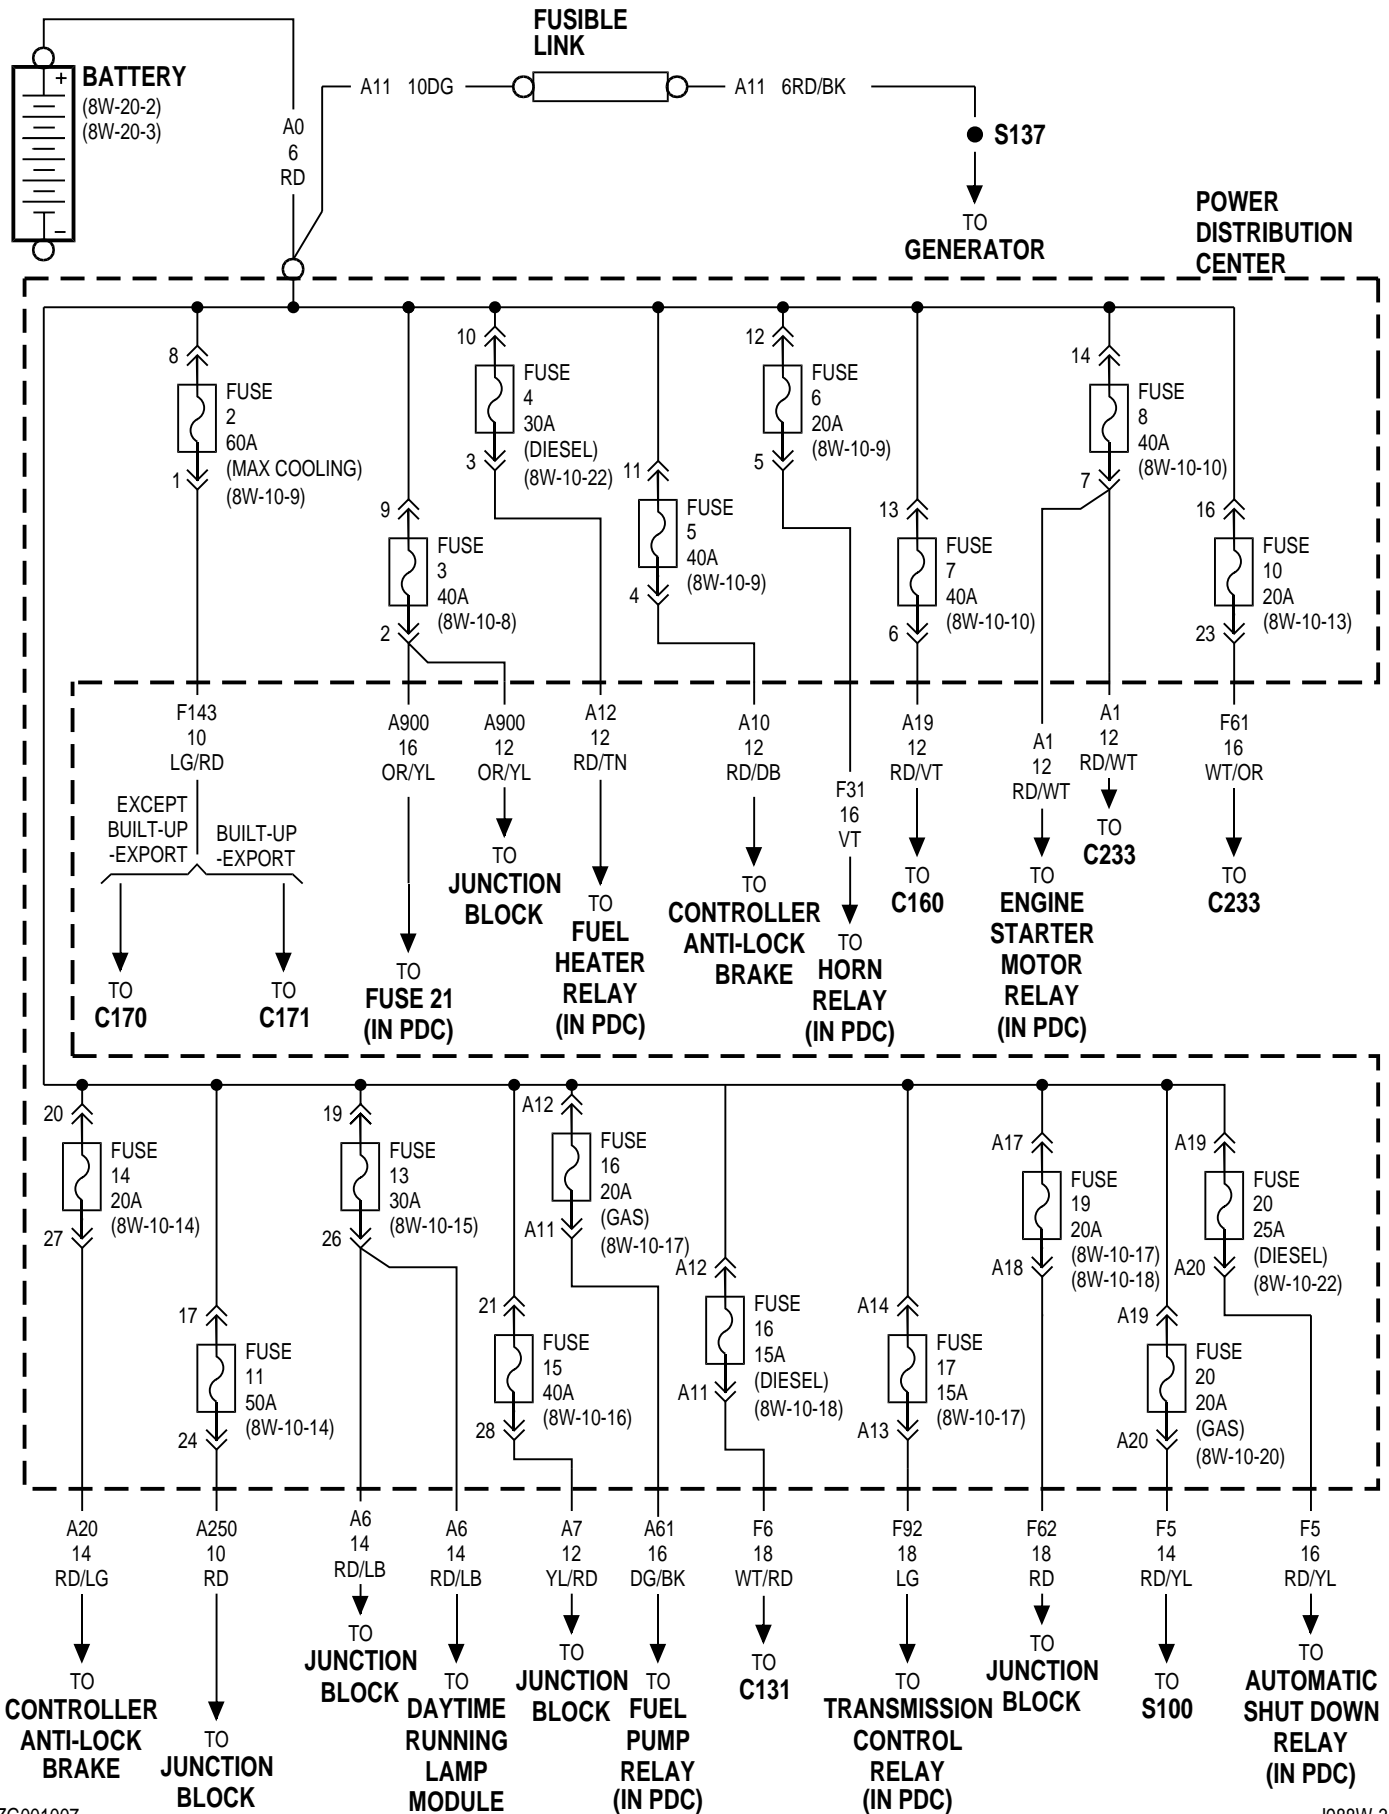 FUSIBLE
LINK
BATTERY
(8W-20-2)
(8W-20-3)
+
–
A0
6
RD
A11 10DG
A11 6RD/BK
S137
TO
GENERATOR
POWER
DISTRIBUTION
CENTER
8
FUSE
2
60A
(MAX COOLING)
(8W-10-9)
1
9
FUSE
3
40A
(8W-10-8)
2
10
FUSE
4
30A
(DIESEL)
(8W-10-22)
3
11
FUSE
5
40A
(8W-10-9)
4
12
FUSE
6
20A
(8W-10-9)
5
13
FUSE
7
40A
(8W-10-10)
6
14
FUSE
8
40A
(8W-10-10)
7
16
FUSE
10
20A
(8W-10-13)
23
F143
10
LG/RD
EXCEPT
BUILT-UP
-EXPORT
BUILT-UP
-EXPORT
TO
C170
TO
C171
A900
16
OR/YL
TO
FUSE 21
(IN PDC)
A900
12
OR/YL
TO
JUNCTION
BLOCK
A12
12
RD/TN
TO
FUEL
HEATER
RELAY
(IN PDC)
A10
12
RD/DB
TO
CONTROLLER
ANTI-LOCK
BRAKE
F31
16
VT
TO
HORN
RELAY
(IN PDC)
A19
12
RD/VT
TO
C160
A1
12
RD/WT
TO
ENGINE
STARTER
MOTOR
RELAY
(IN PDC)
A1
12
RD/WT
TO
C233
F61
16
WT/OR
TO
C233
20
FUSE
14
20A
(8W-10-14)
27
17
FUSE
11
50A
(8W-10-14)
24
19
FUSE
13
30A
(8W-10-15)
26
21
FUSE
15
40A
(8W-10-16)
28
A12
FUSE
16
20A
(GAS)
(8W-10-17)
A11
A12
FUSE
16
15A
(DIESEL)
(8W-10-18)
A11
A14
FUSE
17
15A
(8W-10-17)
A13
A17
FUSE
19
20A
(8W-10-17)
(8W-10-18)
A18
A19
FUSE
20
20A
(GAS)
(8W-10-20)
A20
A19
FUSE
20
25A
(DIESEL)
(8W-10-22)
A20
A20
14
RD/LG
TO
CONTROLLER
ANTI-LOCK
BRAKE
A250
10
RD
TO
JUNCTION
BLOCK
A6
14
RD/LB
TO
JUNCTION
BLOCK
A6
14
RD/LB
TO
DAYTIME
RUNNING
LAMP
MODULE
A7
12
YL/RD
TO
JUNCTION
BLOCK
A61
16
DG/BK
TO
FUEL
PUMP
RELAY
(IN PDC)
F6
18
WT/RD
TO
C131
F92
18
LG
TO
TRANSMISSION
CONTROL
RELAY
(IN PDC)
F62
18
RD
TO
JUNCTION
BLOCK
F5
14
RD/YL
TO
S100
F5
16
RD/YL
TO
AUTOMATIC
SHUT DOWN
RELAY
(IN PDC)